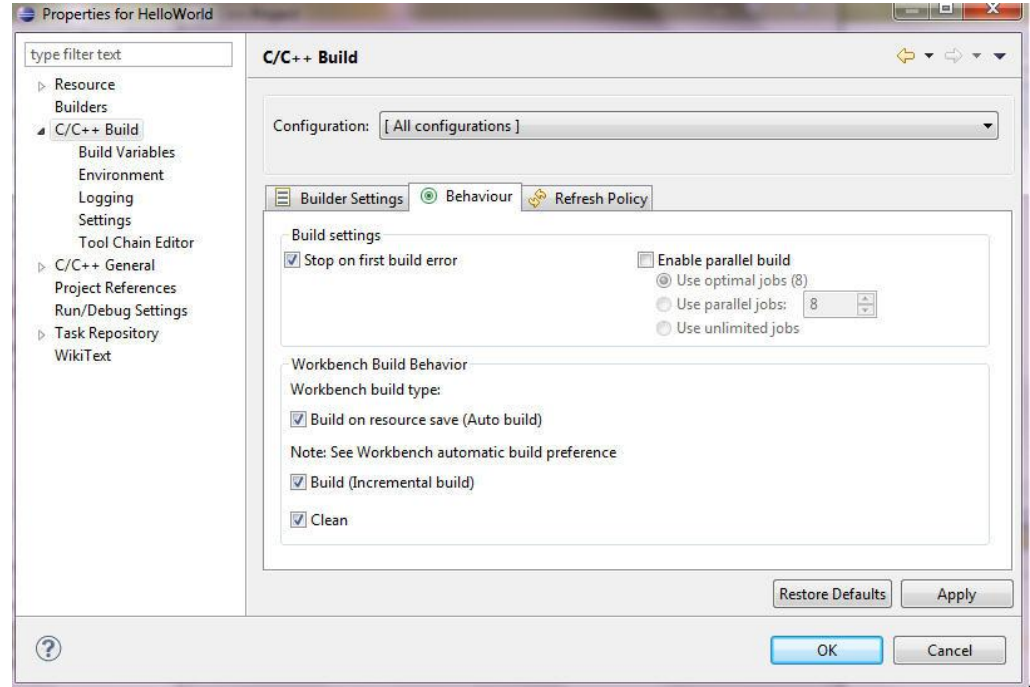 Properties for HelloWorld
type filter text
Resource
Builders
C/C++ Build
Build Variables
Environment
Logging
Settings
Tool Chain Editor
C/C++ General
Project References
Run/Debug Settings
Task Repository
WikiText
C/C++ Build
Configuration: [ All configurations ]
Builder Settings Behaviour Refresh Policy
Build settings
Stop on first build error
Enable parallel build
Use optimal jobs (8)
Use parallel jobs: 8
Use unlimited jobs
Workbench Build Behavior
Workbench build type:
Build on resource save (Auto build)
Note: See Workbench automatic build preference
Build (Incremental build)
Clean
Restore Defaults Apply
OK Cancel